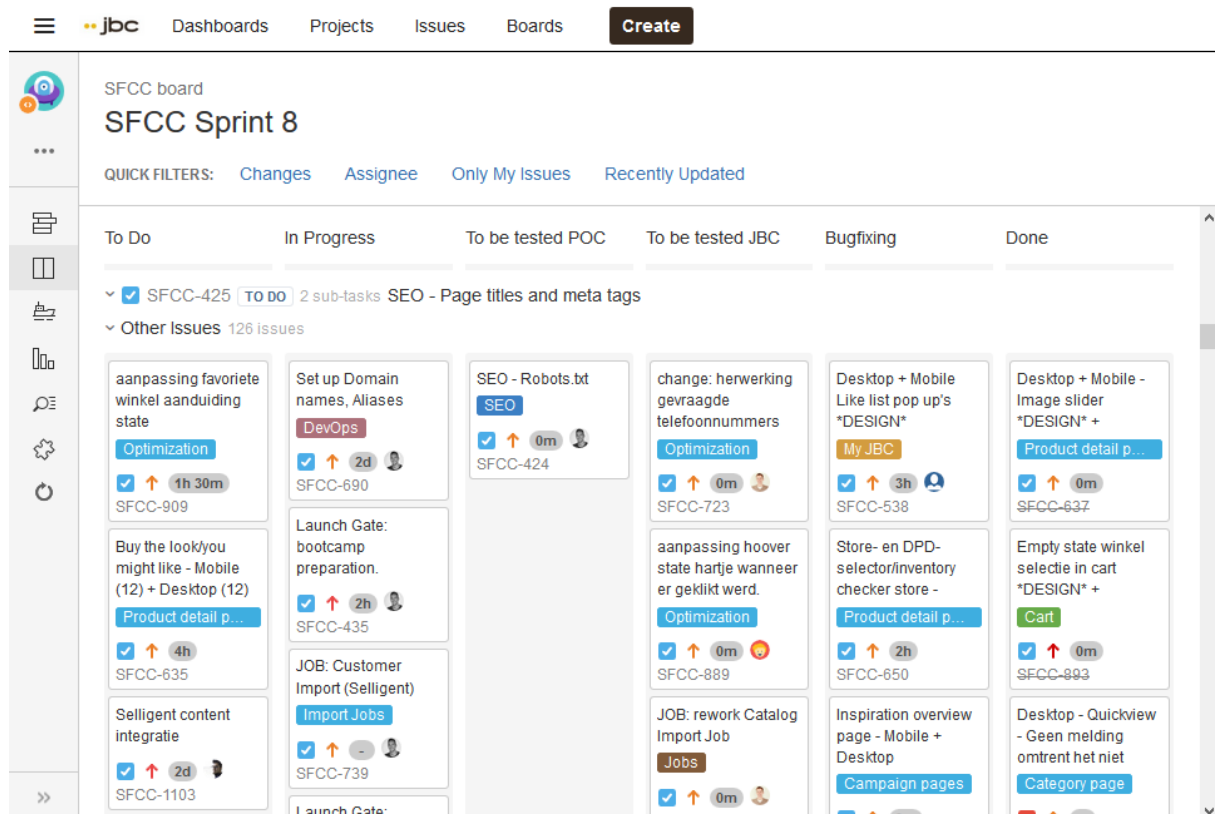 jbc Dashboards Projects Issues Boards Create
SFCC board
SFCC Sprint 8
QUICK FILTERS: Changes Assignee Only My Issues Recently Updated
To Do In Progress To be tested POC To be tested JBC Bugfixing Done
SFCC-425 TO DO 2 sub-tasks SEO - Page titles and meta tags
Other Issues 126 issues
aanpassing favoriete
winkel aanduiding
state
Optimization
1h 30m
SFCC-909
Buy the look/you
might like - Mobile
(12) + Desktop (12)
Product detail p...
4h
SFCC-635
Selligent content
integratie
2d
SFCC-1103
Set up Domain
names, Aliases
DevOps
2d
SFCC-690
Launch Gate:
bootcamp
preparation.
2h
SFCC-435
JOB: Customer
Import (Selligent)
Import Jobs
-
SFCC-739
Launch Gate:
SEO - Robots.txt
SEO
0m
SFCC-424
change: herwerking
gevraagde
telefoonnummers
Optimization
0m
SFCC-723
aanpassing hoover
state hartje wanneer
er geklikt werd.
Optimization
0m
SFCC-889
JOB: rework Catalog
Import Job
Jobs
0m
Desktop + Mobile
Like list pop up's
*DESIGN*
My JBC
3h
SFCC-538
Store- en DPD-
selector/inventory
checker store -
Product detail p...
2h
SFCC-650
Inspiration overview
page - Mobile +
Desktop
Campaign pages
Desktop + Mobile -
Image slider
*DESIGN* +
Product detail p...
0m
SFCC-637
Empty state winkel
selectie in cart
*DESIGN* +
Cart
0m
SFCC-893
Desktop - Quickview
- Geen melding
omtrent het niet
Category page